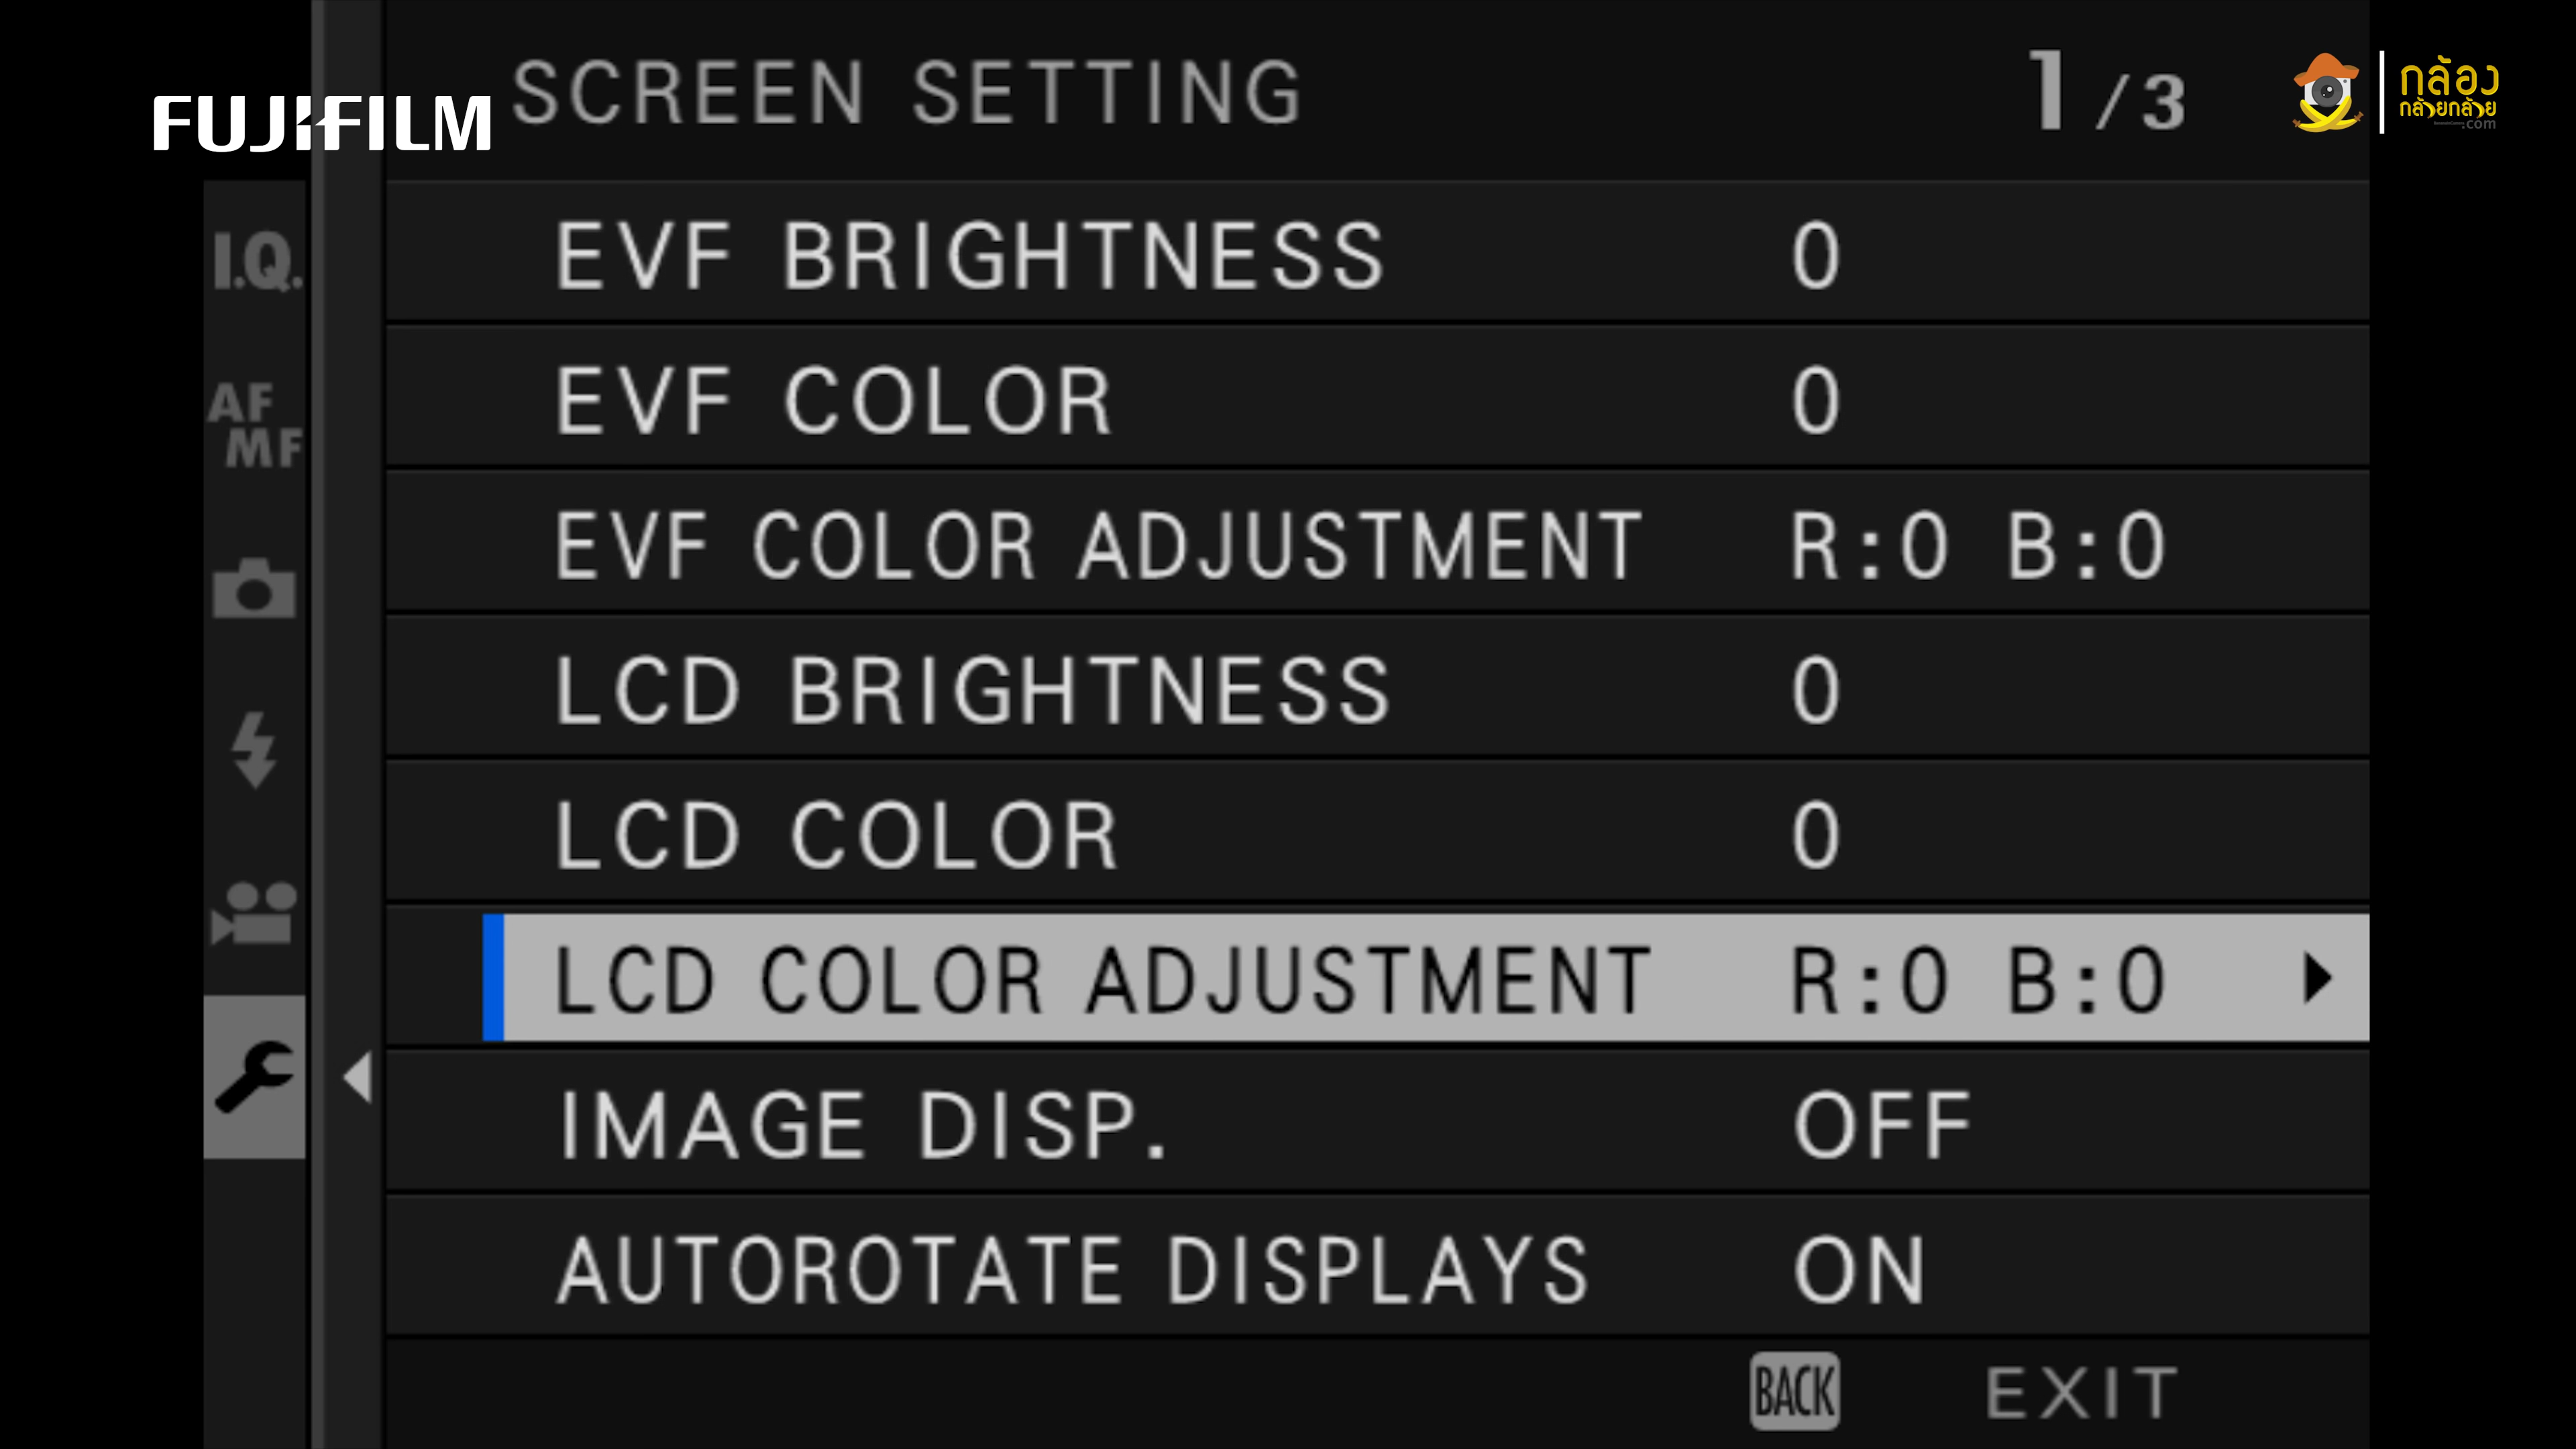 FUJIFILM
SCREEN SETTING 1/3
กล้อง
กล้วยกล้วย
.com
I.Q.
AF
MF
EVF BRIGHTNESS 0
EVF COLOR 0
EVF COLOR ADJUSTMENT R:0 B:0
LCD BRIGHTNESS 0
LCD COLOR 0
LCD COLOR ADJUSTMENT R:0 B:0
IMAGE DISP. OFF
AUTOROTATE DISPLAYS ON
BACK EXIT